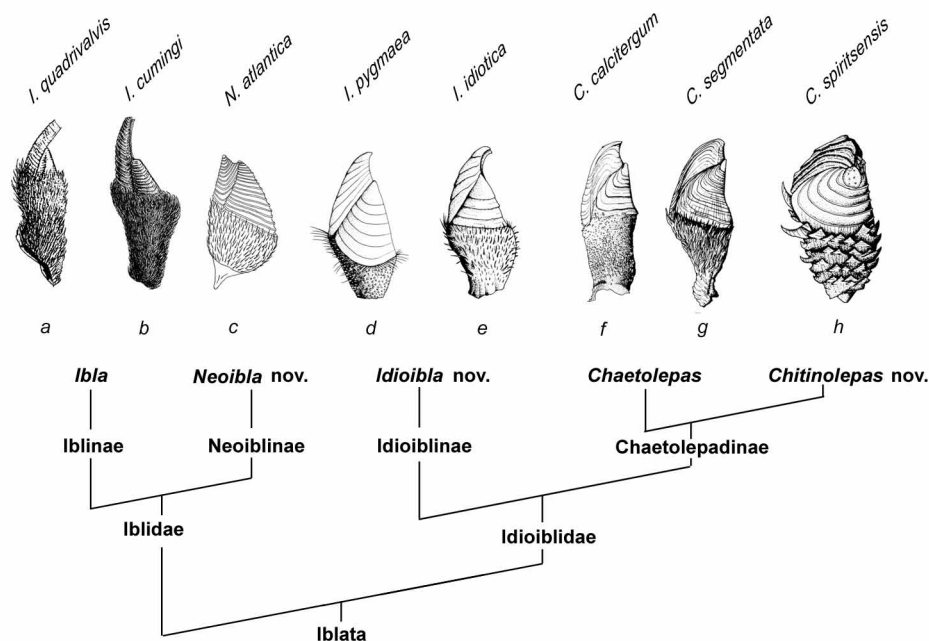 I. quadrivalvis I. cumingi N. atlantica I. pygmaea I. idiotica C. calcitergum C. segmentata C. spiritsensis
a b c d e f g h
Ibla Neoibla nov. Idioibla nov. Chaetolepas Chitinolepas nov.
Iblinae Neoiblinae Idioiblinae Chaetolepadinae
Iblidae Idioiblidae
Iblata